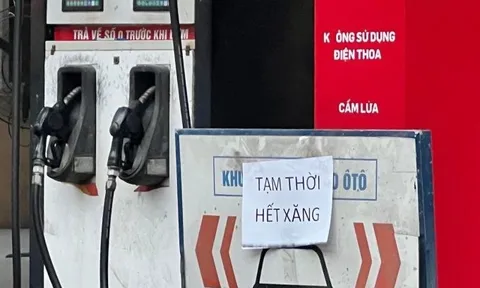 TRẢ VỀ SỐ 0 TRƯỚC KHI BƠM
K ÔNG SỬ DỤNG
ĐIỆN THOẠ
CẤM LỬA
KHU
O ÔTÔ
TẠM THỜI
HẾT XĂNG